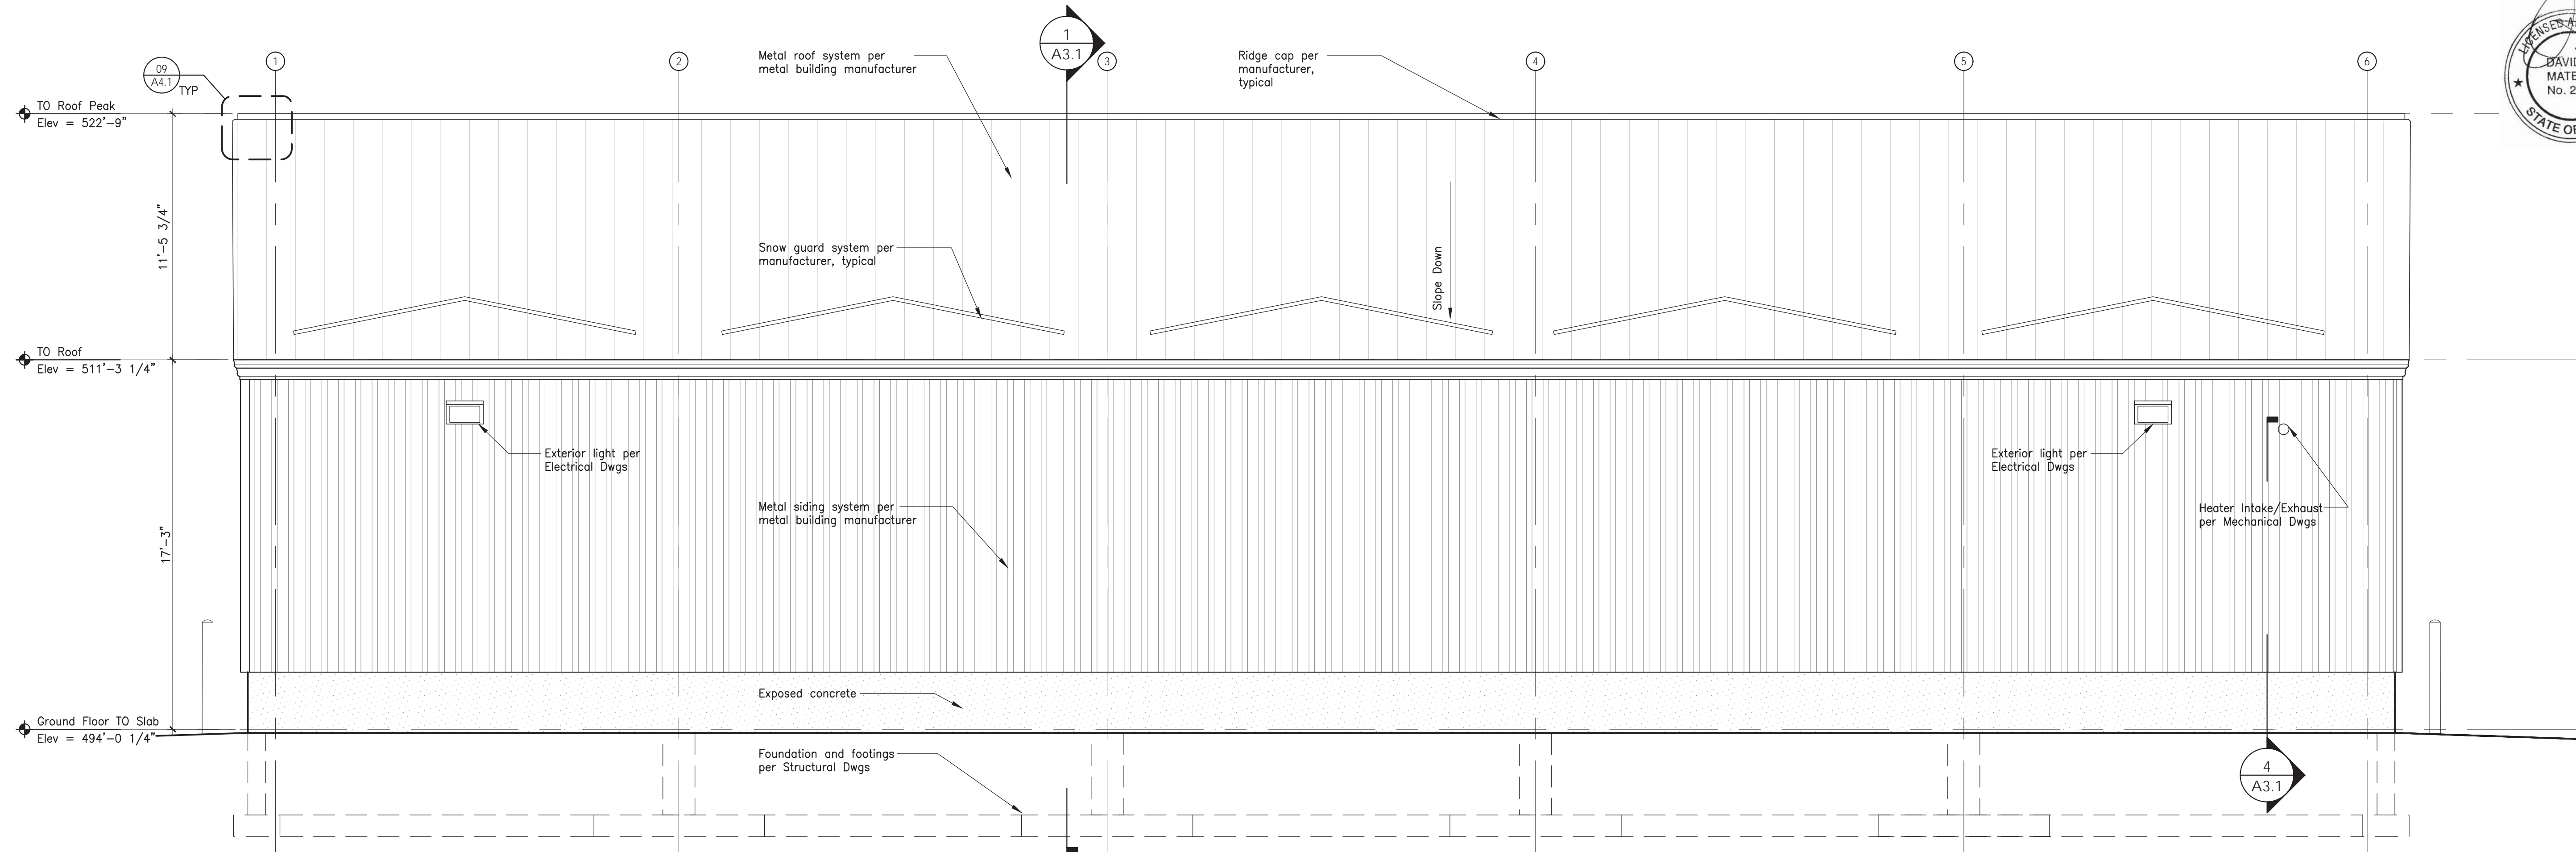 1
A3.1
09
A4.1
TYP
1
2
3
4
5
6
Metal roof system per
metal building manufacturer
Ridge cap per
manufacturer,
typical
TO Roof Peak
Elev = 522'-9"
11'-5 3/4"
Snow guard system per
manufacturer, typical
Slope Down
TO Roof
Elev = 511'-3 1/4"
17'-3"
Exterior light per
Electrical Dwgs
Exterior light per
Electrical Dwgs
Metal siding system per
metal building manufacturer
Heater Intake/Exhaust
per Mechanical Dwgs
Exposed concrete
Ground Floor TO Slab
Elev = 494'-0 1/4"
Foundation and footings
per Structural Dwgs
4
A3.1
LICENSED
No. 2
STATE